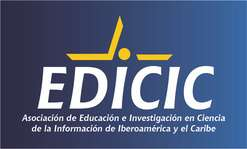 EDICIC
Asociación de Educación e Investigación en Ciencia
de la Información de Iberoamérica y el Caribe